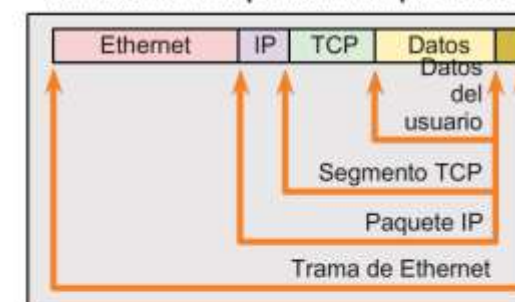 Ethernet IP TCP Datos
Datos
del
usuario
Segmento TCP
Paquete IP
Trama de Ethernet